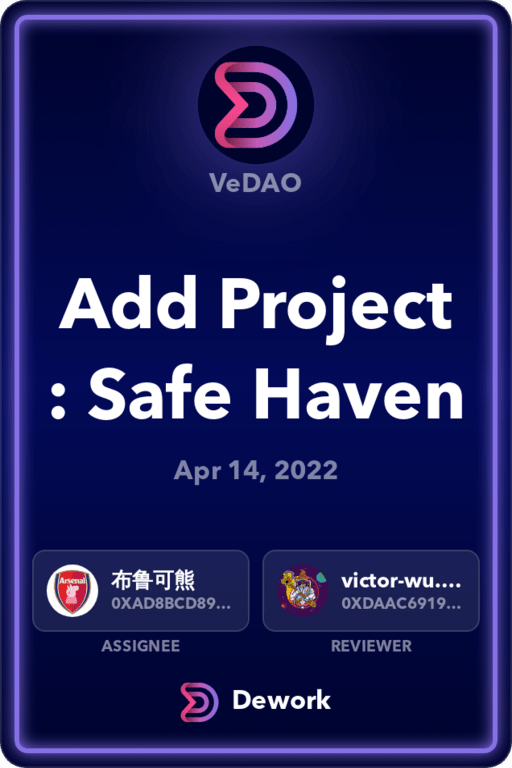 VeDAO
Add Project
: Safe Haven
Apr 14, 2022
Arsenal
布鲁可熊
0XAD8BCD89...
ASSIGNEE
victor-wu....
0XDAAC6919...
REVIEWER
Dework